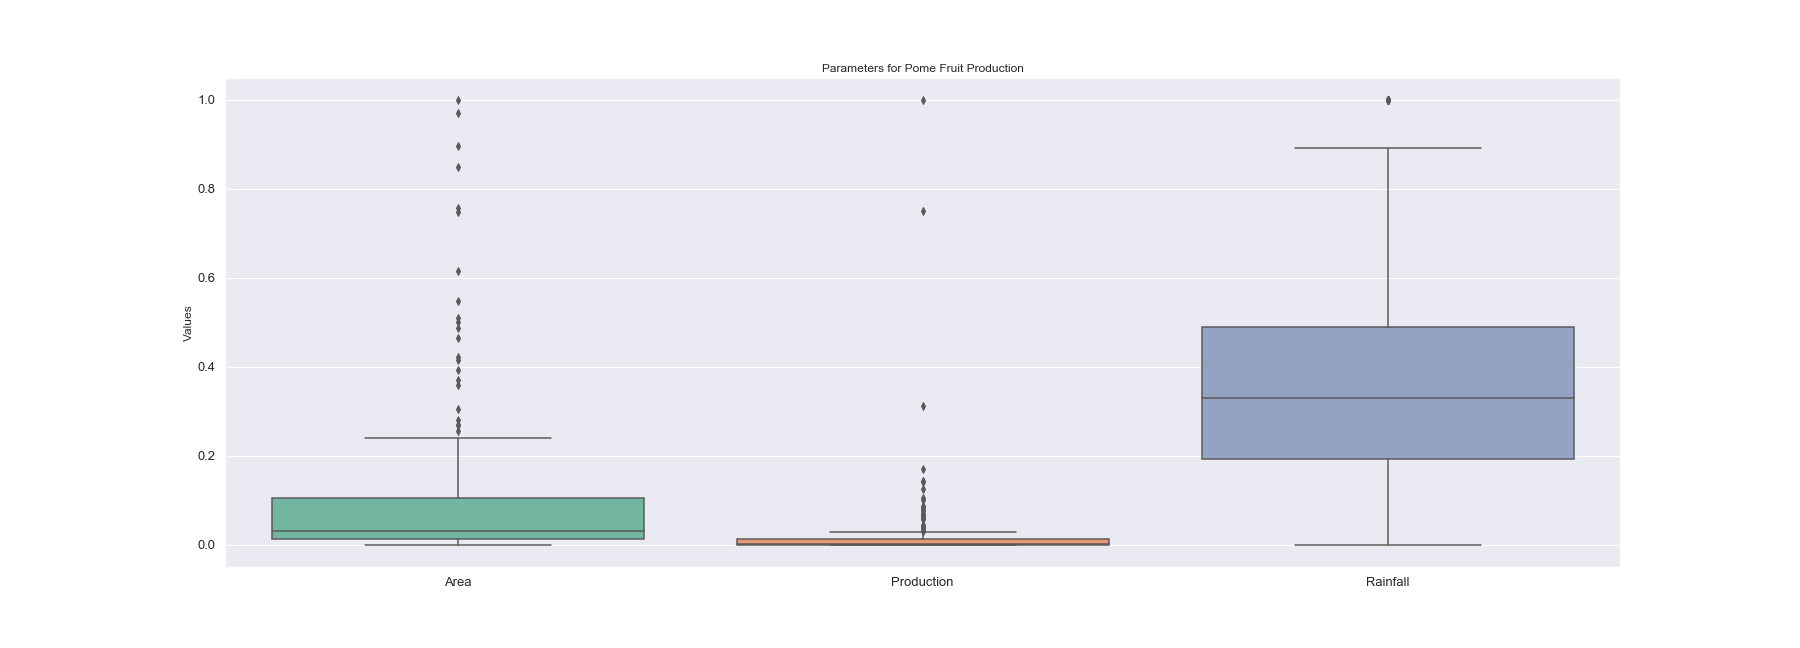 Parameters for Pome Fruit Production
Values
1.0
0.8
0.6
0.4
0.2
0.0
Area
Production
Rainfall